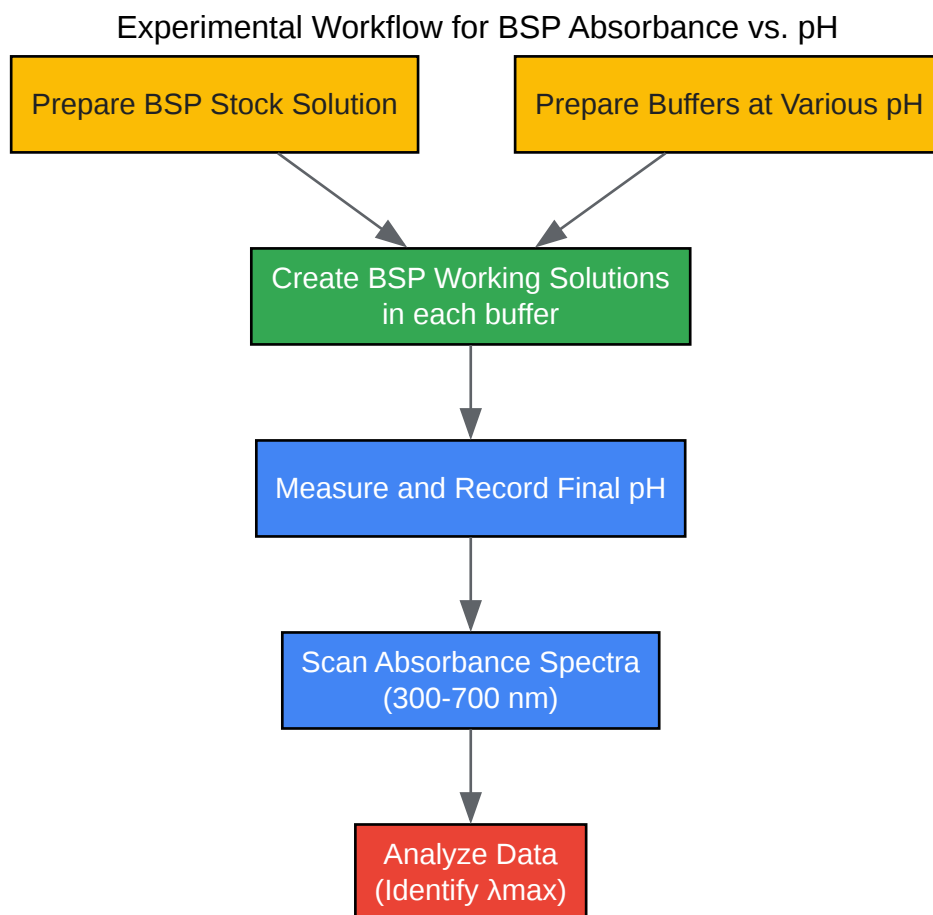 Experimental Workflow for BSP Absorbance vs. pH
Prepare BSP Stock Solution
Prepare Buffers at Various pH
Create BSP Working Solutions
in each buffer
Measure and Record Final pH
Scan Absorbance Spectra
(300-700 nm)
Analyze Data
(Identify λmax)